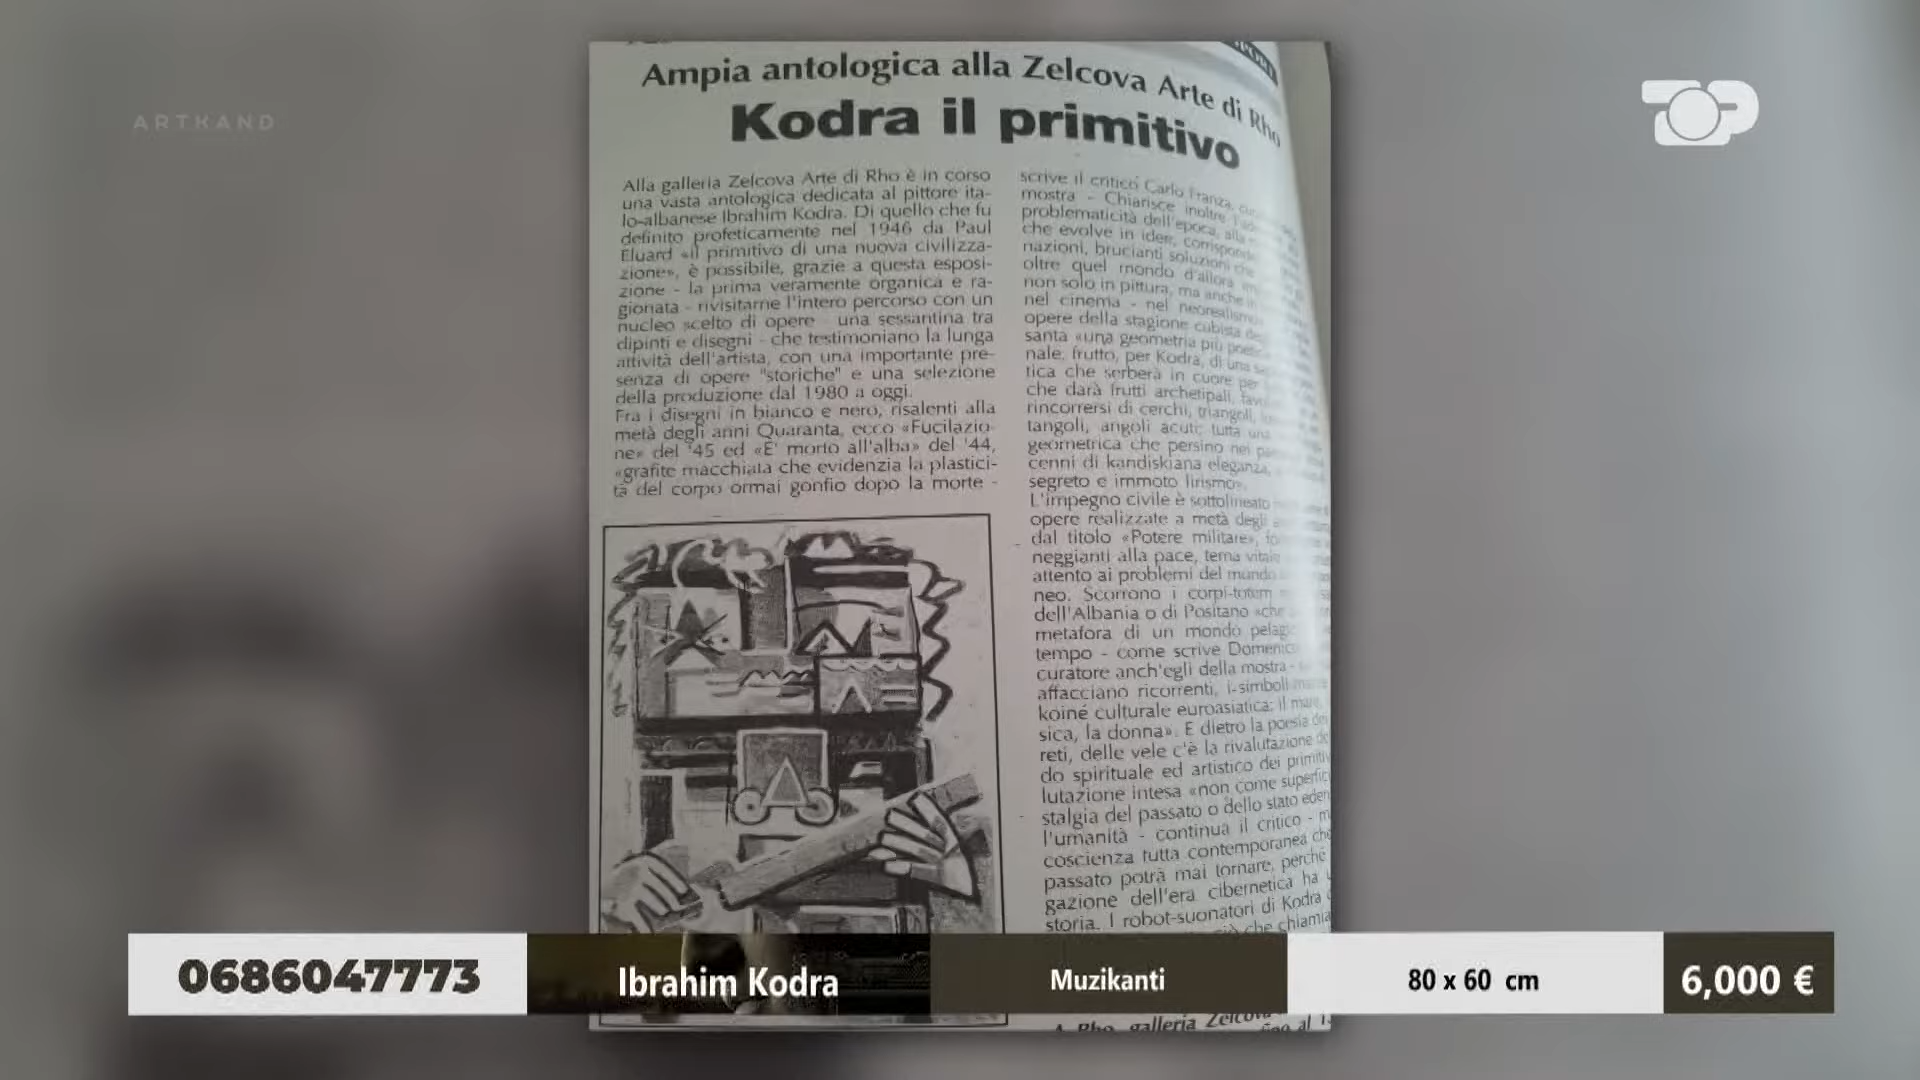 ARTKAND
TOP
Ampia antologica alla Zelcova Arte di Rho
Kodra il primitivo
Alla galleria Zelcova Arte di Rho è in corso
una vasta antologica dedicata al pittore ita-
lo-albanese Ibrahim Kodra. Di quello che fu
definito profeticamente nel 1946 da Paul
Eluard «il primitivo di una nuova civilizza-
zione», è possibile, grazie a questa esposi-
zione - la prima veramente organica e ra-
gionata - rivisitarne l'intero percorso con un
nucleo scelto di opere - una sessantina tra
dipinti e disegni - che testimoniano la lunga
attività dell'artista, con una importante pre-
senza di opere "storiche" e una selezione
della produzione dal 1980 a oggi.
Fra i disegni in bianco e nero, risalenti alla
metà degli anni Quaranta, ecco «Fucilazio-
ne» del '45 ed «E' morto all'alba» del '44,
«grafite macchiata che evidenzia la plastici-
tà del corpo ormai gonfio dopo la morte -
scrive il critico Carlo Franza,
mostra - Chiarisce inoltre
problematicità dell'epoca, alla
che evolve in idee,
nazioni, brucianti soluzioni che
oltre quel mondo d'allora
non solo in pittura, ma anche in
nel cinema - nel neorealismo
opere della stagione cubista
santa «una geometria più
nale, frutto, per Kodra, di una
tica che serberà in cuore per
che darà frutti archetipali,
rincorrersi di cerchi, triangoli,
tangoli, angoli acuti: tutta una
geometrica che persino nei
cenni di kandiskiana eleganza,
segreto e immoto lirismo».
L'impegno civile è sottolineato
opere realizzate a metà degli
dal titolo «Potere militare»,
neggianti alla pace, tema vitale
attento ai problemi del mondo
neo. Scorrono i corpi-totem
dell'Albania o di Positano «che
metafora di un mondo
tempo - come scrive Domenico
curatore anch'egli della mostra -
affacciano ricorrenti, i simboli
koiné culturale euroasiatica: il mare,
sica, la donna». E dietro la poesia dei
reti, delle vele c'è la rivalutazione
do spirituale ed artistico dei
lutazione intesa «non come
stalgia del passato o dello stato
l'umanità - continua il critico -
coscienza tutta contemporanea che
passato potrà mai tornare, perché
gazione dell'era cibernetica ha
storia. I robot-suonatori di Kodra
che
A Rho, galleria Zelcova
al
0686047773
Ibrahim Kodra
Muzikanti
80 x 60 cm
6,000 €